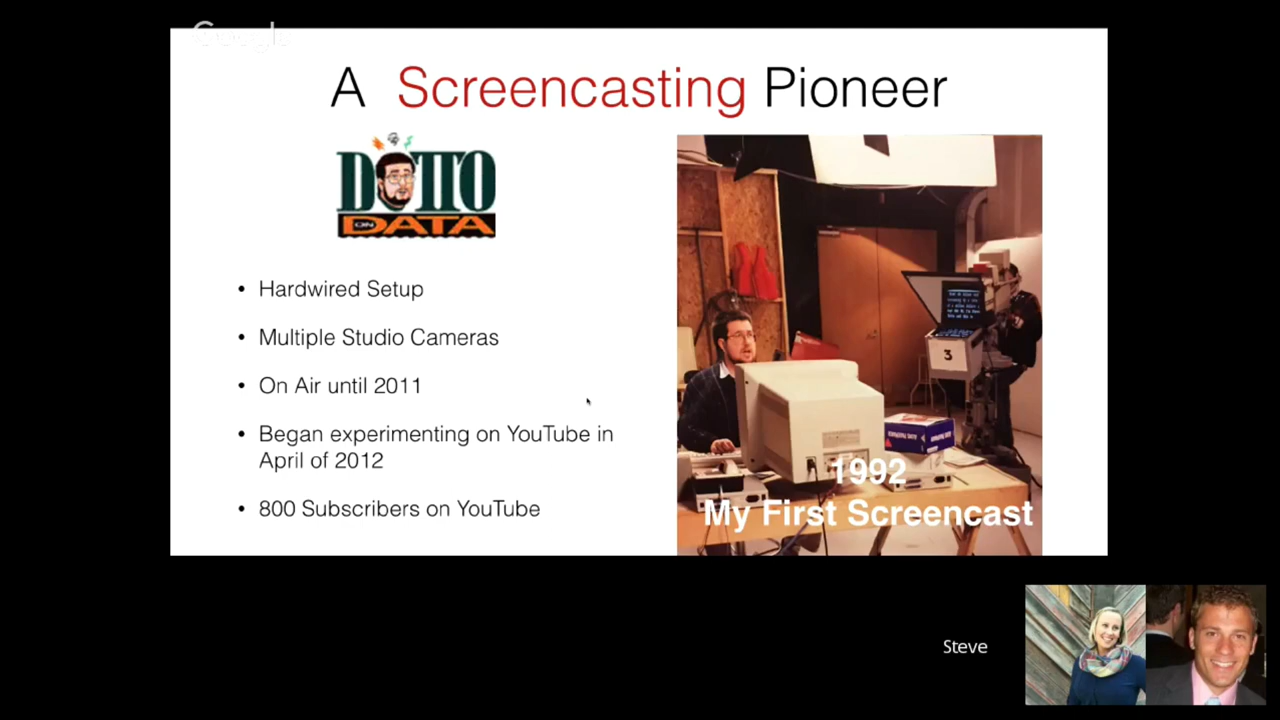 Google
A Screencasting Pioneer
DOTTO
ON DATA
• Hardwired Setup
• Multiple Studio Cameras
• On Air until 2011
• Began experimenting on YouTube in
April of 2012
• 800 Subscribers on YouTube
3
1992
My First Screencast
Steve